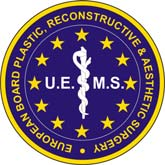 EUROPEAN BOARD PLASTIC, RECONSTRUCTIVE & AESTHETIC SURGERY
U.E. M.S.